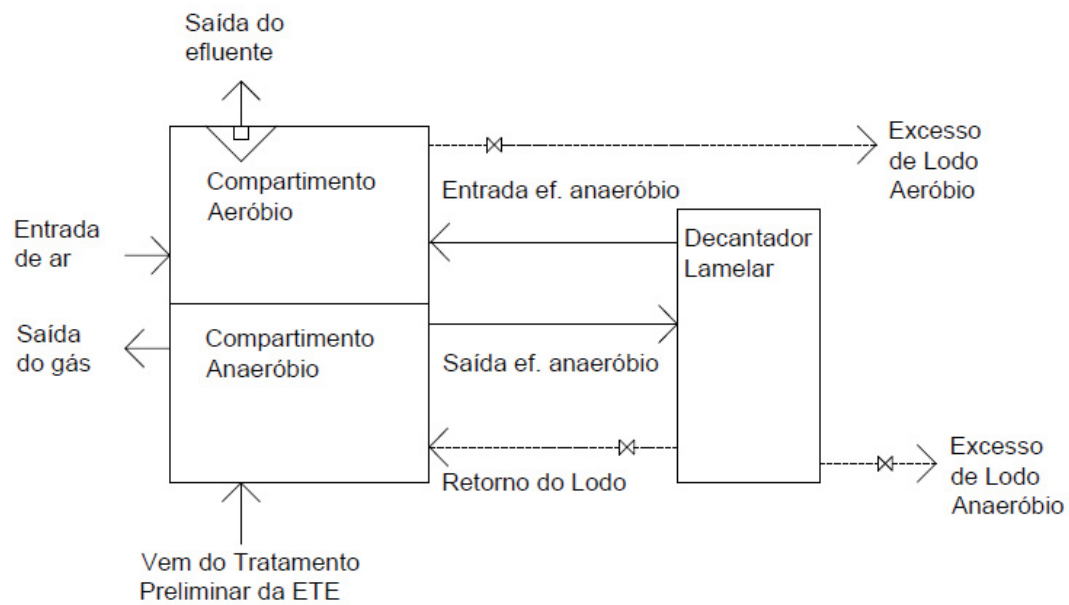 Saída do
efluente
Compartimento
Aeróbio
Entrada ef. anaeróbio
Excesso
de Lodo
Aeróbio
Entrada
de ar
Decantador
Lamelar
Saída
do gás
Compartimento
Anaeróbio
Saída ef. anaeróbio
Retorno do Lodo
Excesso
de Lodo
Anaeróbio
Vem do Tratamento
Preliminar da ETE